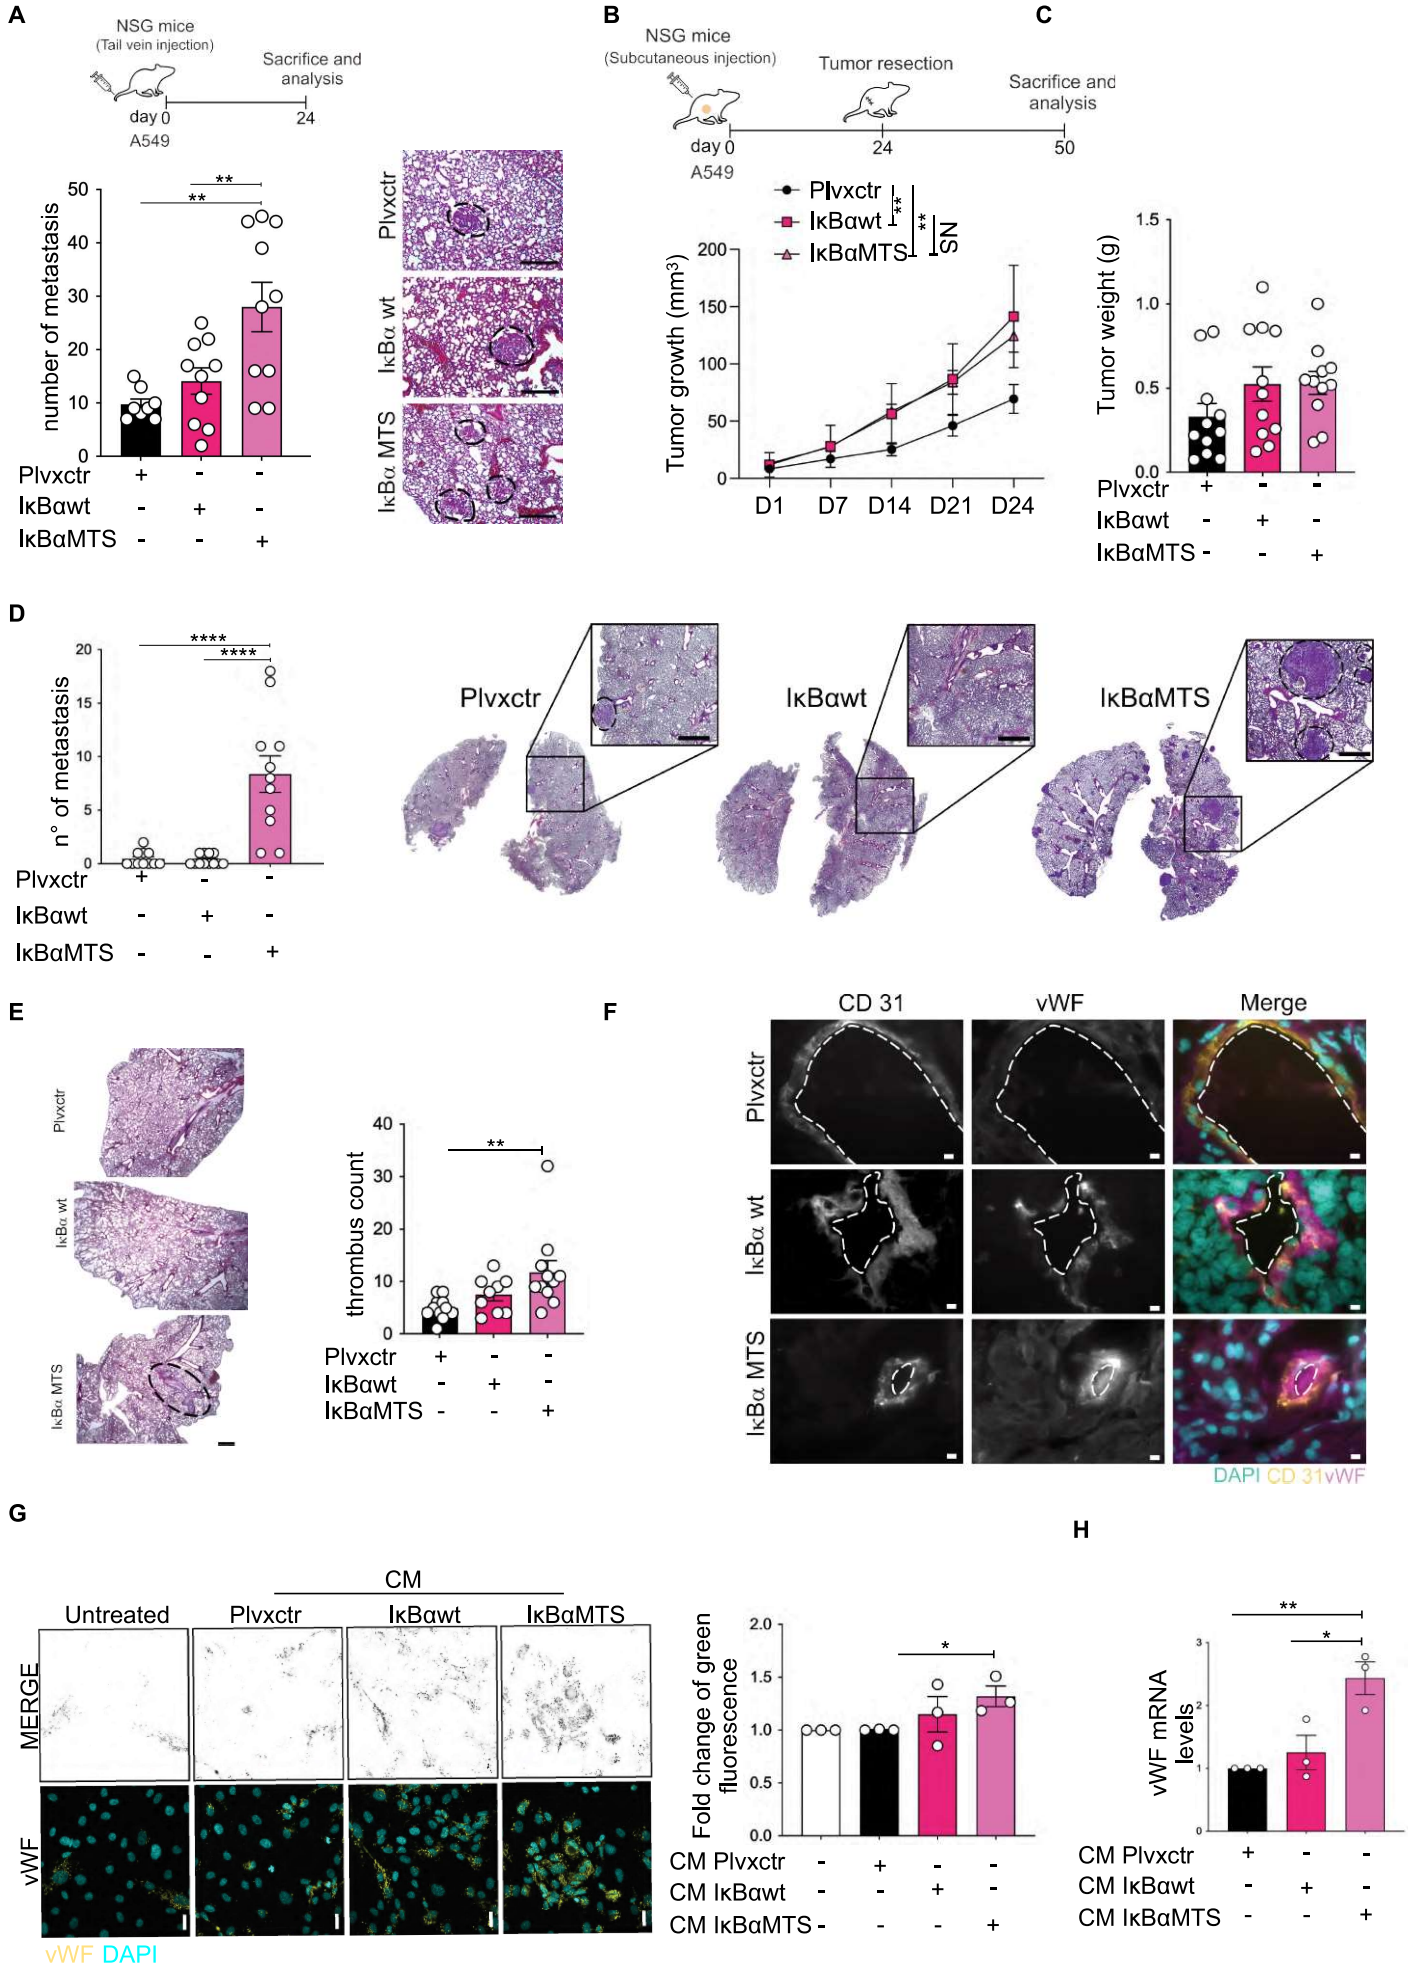 A
NSG mice
(Tail vein injection)
Sacrifice and
analysis
day 0
24
A549
number of metastasis
50
40
30
20
10
0
**
**
Plvxctr + - -
IκBαwt - + -
IκBαMTS - - +
Plvxctr
IκBα wt
IκBα MTS
B
NSG mice
(Subcutaneous injection)
Tumor resection
Sacrifice and
analysis
day 0
24
50
A549
Plvxctr
IκBαwt
IκBαMTS
**
**
NS
Tumor growth (mm³)
200
150
100
50
0
D1 D7 D14 D21 D24
C
Tumor weight (g)
1.5
1.0
0.5
0.0
Plvxctr + - -
IκBαwt - + -
IκBαMTS - - +
D
n° of metastasis
20
15
10
5
0
****
****
Plvxctr + - -
IκBαwt - + -
IκBαMTS - - +
Plvxctr
IκBαwt
IκBαMTS
E
Plvxctr
IκBα wt
IκBα MTS
thrombus count
40
30
20
10
0
**
Plvxctr + - -
IκBαwt - + -
IκBαMTS - - +
F
CD 31 vWF Merge
Plvxctr
IκBα wt
IκBα MTS
DAPI CD 31vWF
G
CM
Untreated Plvxctr IκBαwt IκBαMTS
MERGE
vWF
vWF DAPI
Fold change of green
fluorescence
2.0
1.5
1.0
0.5
0.0
*
CM Plvxctr - + - -
CM IκBαwt - - + -
CM IκBαMTS - - - +
H
vWF mRNA
levels
3
2
1
0
**
*
CM Plvxctr + - -
CM IκBαwt - + -
CM IκBαMTS - - +